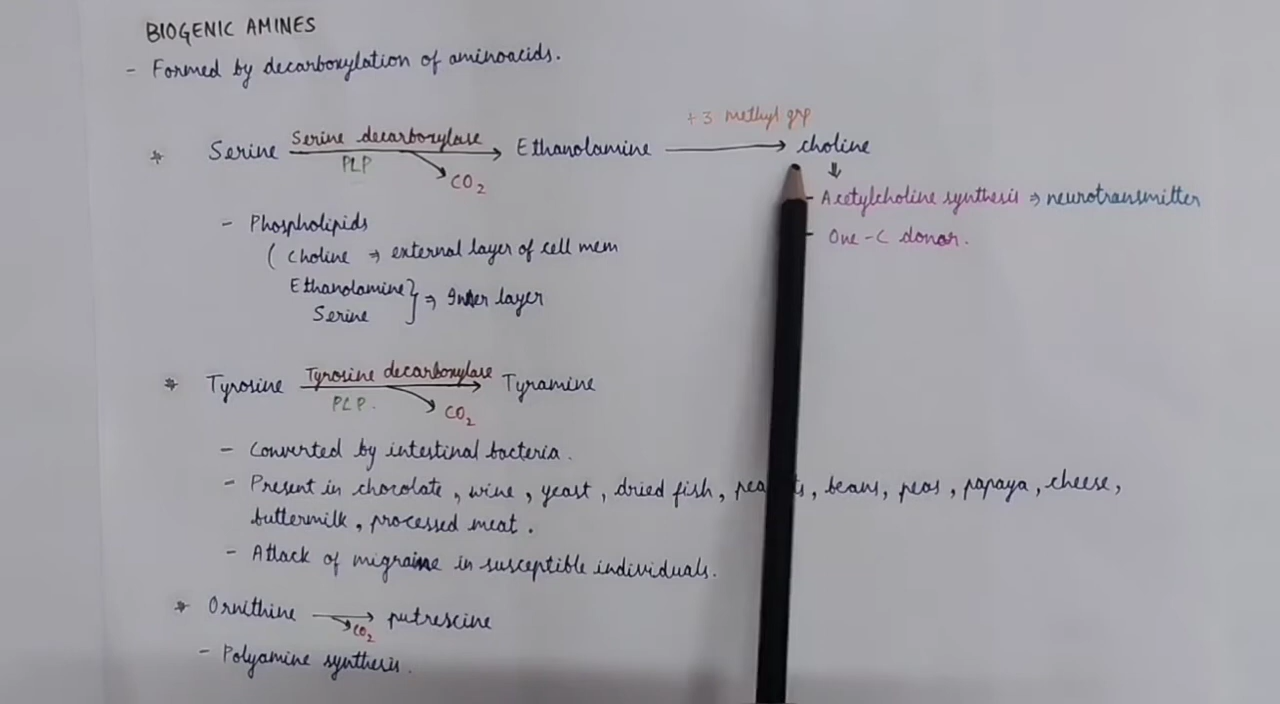 BIOGENIC AMINES
- Formed by decarboxylation of aminoacids.
+3 methyl grp
* Serine Serine decarboxylase Ethanolamine → choline
PLP
CO2
- Acetylcholine synthesis ⇒ neurotransmitter
- Phospholipids
- One-C donor.
( Choline ⇒ external layer of cell mem
Ethanolamine } ⇒ Inner layer
Serine
* Tyrosine Tyrosine decarboxylase Tyramine
PLP.
CO2
- Converted by intestinal bacteria.
- Present in chocolate, wine, yeast, dried fish, beans, peas, papaya, cheese,
buttermilk, processed meat.
- Attack of migraine in susceptible individuals.
* Ornithine → putrescine
CO2
- Polyamine synthesis.